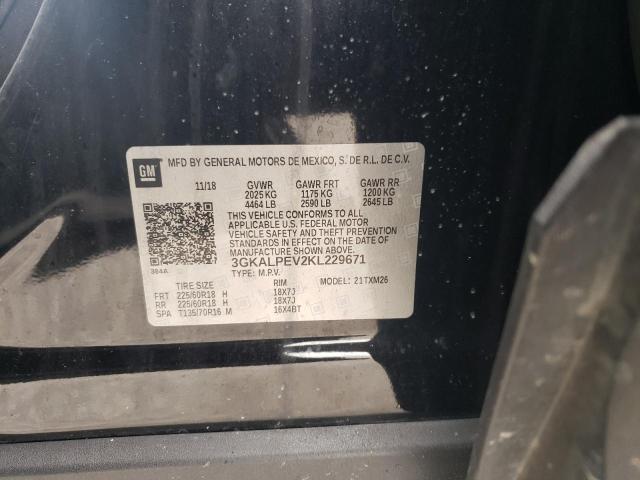 GM
MFD BY GENERAL MOTORS DE MEXICO, S. DE R.L. DE C.V.
11/18 GVWR GAWR FRT GAWR RR
2025 KG 1175 KG 1200 KG
4464 LB 2590 LB 2645 LB
THIS VEHICLE CONFORMS TO ALL
APPLICABLE U.S. FEDERAL MOTOR
VEHICLE SAFETY AND THEFT PREVENTION
STANDARDS IN EFFECT ON THE DATE OF
MANUFACTURE SHOWN ABOVE.
3GKALPEV2KL229671
384A TYPE: M.P.V. MODEL: 21TXM26
TIRE SIZE RIM
FRT 225/60R18 H 18X7J
RR 225/60R18 H 18X7J
SPA T135/70R16 M 16X4BT